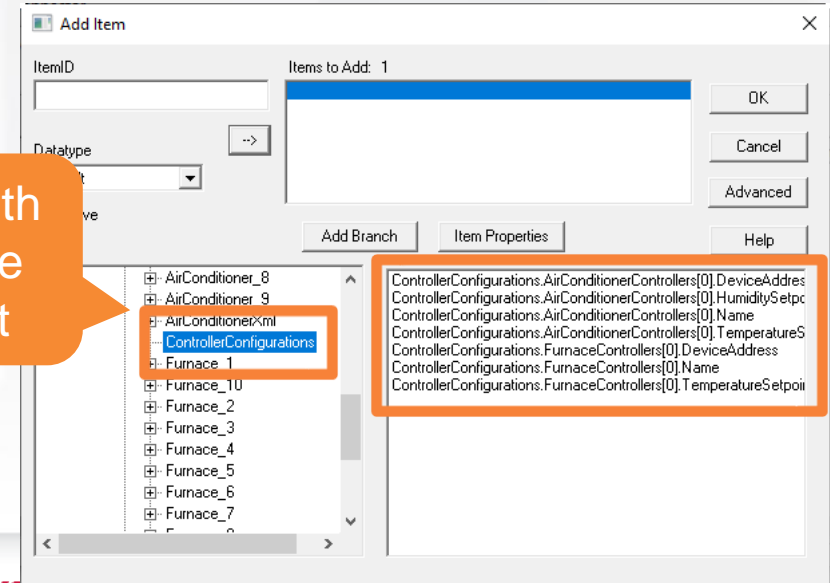 Add Item
ItemID
Items to Add: 1
OK
-->
Datatype
Cancel
Advanced
Add Branch
Item Properties
Help
th
e
t
AirConditioner_8
AirConditioner_9
AirConditionerXml
ControllerConfigurations
Furnace_1
Furnace_10
Furnace_2
Furnace_3
Furnace_4
Furnace_5
Furnace_6
Furnace_7
ControllerConfigurations.AirConditionerControllers[0].DeviceAddres
ControllerConfigurations.AirConditionerControllers[0].HumiditySetpo
ControllerConfigurations.AirConditionerControllers[0].Name
ControllerConfigurations.AirConditionerControllers[0].TemperatureS
ControllerConfigurations.FurnaceControllers[0].DeviceAddress
ControllerConfigurations.FurnaceControllers[0].Name
ControllerConfigurations.FurnaceControllers[0].TemperatureSetpoi